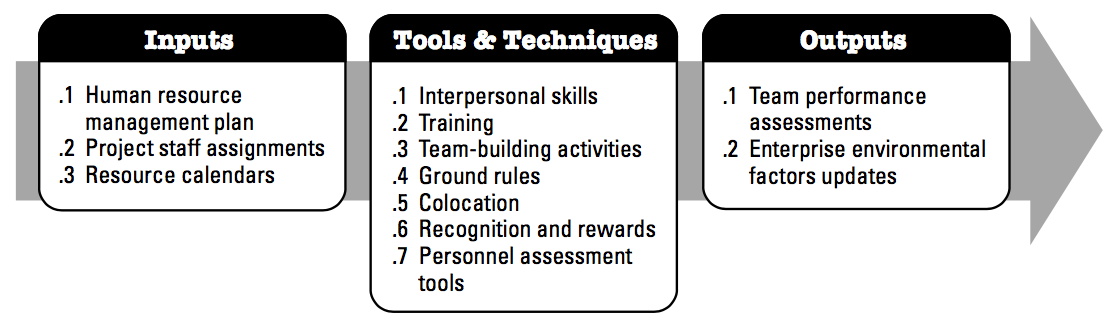 Inputs
.1 Human resource
management plan
.2 Project staff assignments
.3 Resource calendars
Tools & Techniques
.1 Interpersonal skills
.2 Training
.3 Team-building activities
.4 Ground rules
.5 Colocation
.6 Recognition and rewards
.7 Personnel assessment
tools
Outputs
.1 Team performance
assessments
.2 Enterprise environmental
factors updates